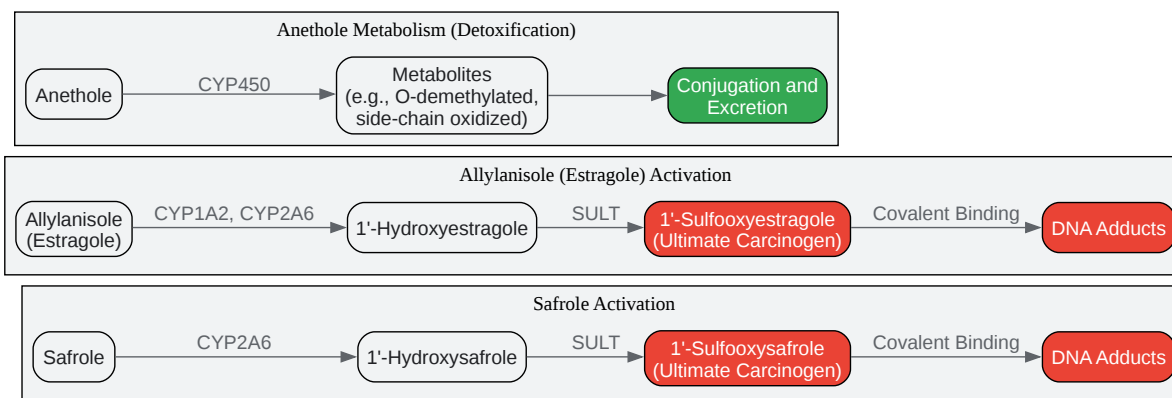 Anethole Metabolism (Detoxification)
Anethole
CYP450
Metabolites
(e.g., O-demethylated,
side-chain oxidized)
Conjugation and
Excretion
Allylanisole (Estragole) Activation
Allylanisole
(Estragole)
CYP1A2, CYP2A6
1'-Hydroxyestragole
SULT
1'-Sulfooxyestragole
(Ultimate Carcinogen)
Covalent Binding
DNA Adducts
Safrole Activation
Safrole
CYP2A6
1'-Hydroxysafrole
SULT
1'-Sulfooxysafrole
(Ultimate Carcinogen)
Covalent Binding
DNA Adducts